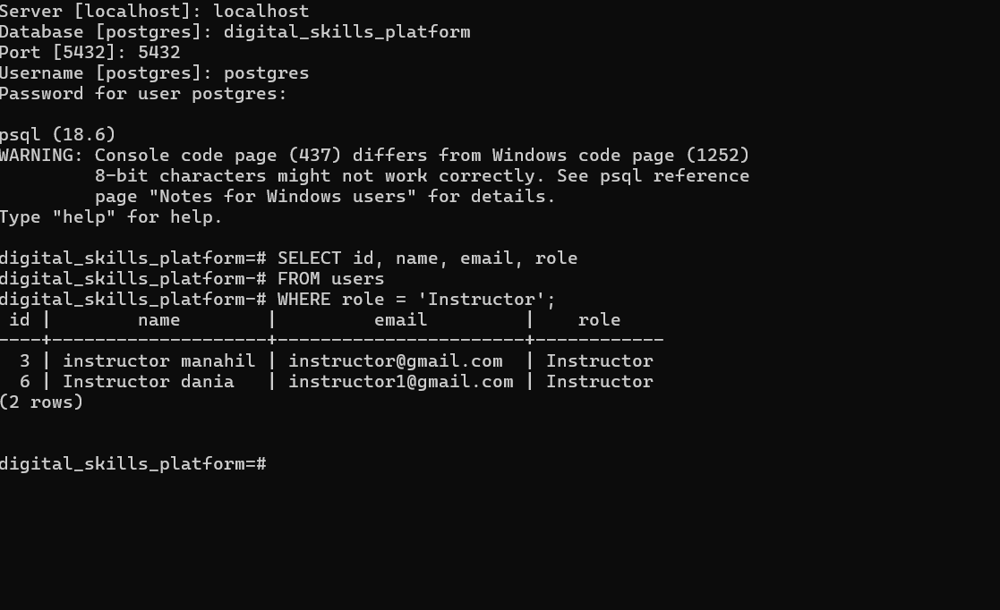 Server [localhost]: localhost
Database [postgres]: digital_skills_platform
Port [5432]: 5432
Username [postgres]: postgres
Password for user postgres:
psql (18.6)
WARNING: Console code page (437) differs from Windows code page (1252)
         8-bit characters might not work correctly. See psql reference
         page "Notes for Windows users" for details.
Type "help" for help.
digital_skills_platform=# SELECT id, name, email, role
digital_skills_platform-# FROM users
digital_skills_platform-# WHERE role = 'Instructor';
 id |        name        |         email         |    role
----+--------------------+-----------------------+------------
  3 | instructor manahil | instructor@gmail.com  | Instructor
  6 | Instructor dania   | instructor1@gmail.com | Instructor
(2 rows)
digital_skills_platform=#